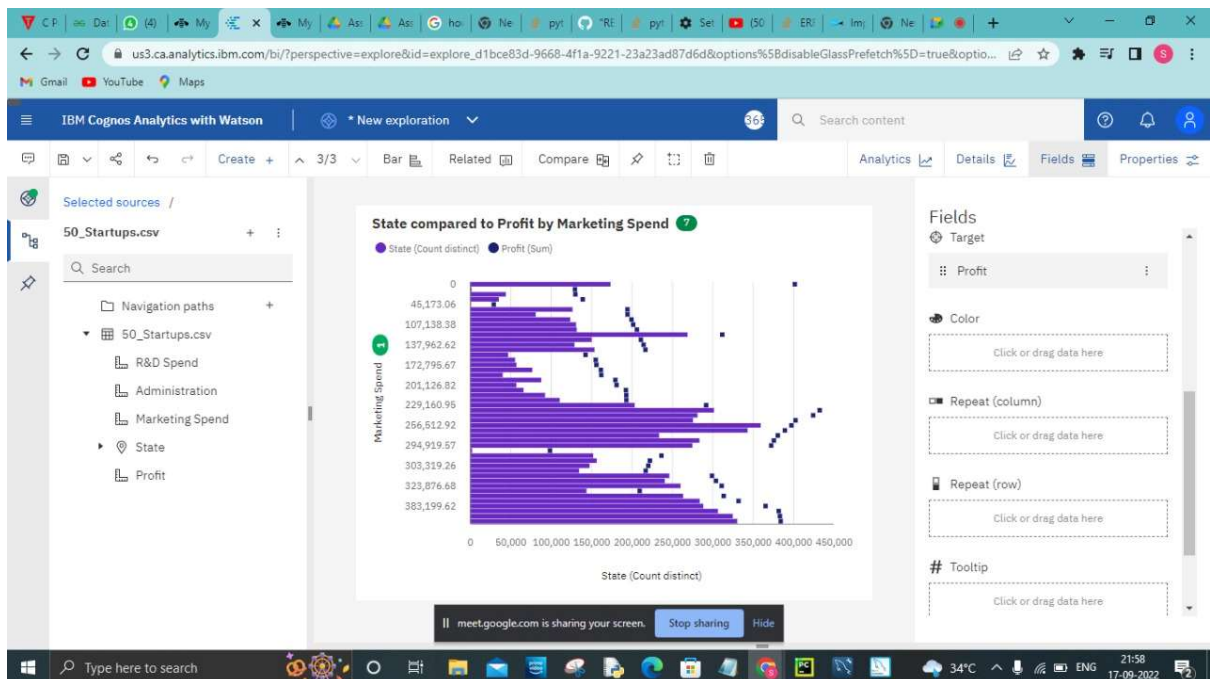 C P
Dat
(4)
My
My
Ass
Ass
ho
Ne
pyt
"RE
pyt
Set
(50
ERI
Im
Ne
us3.ca.analytics.ibm.com/bi/?perspective=explore&id=explore_d1bce83d-9668-4f1a-9221-23a23ad87d6d&options%5BdisableGlassPrefetch%5D=true&optio...
S
Gmail YouTube Maps
IBM Cognos Analytics with Watson
* New exploration
Search content
Create +
3/3
Bar
Related
Compare
Analytics
Details
Fields
Properties
Selected sources /
50_Startups.csv
Search
Navigation paths
50_Startups.csv
R&D Spend
Administration
Marketing Spend
State
Profit
State compared to Profit by Marketing Spend 7
State (Count distinct) Profit (Sum)
Marketing Spend
1
0
45,173.06
107,138.38
137,962.62
172,795.67
201,126.82
229,160.95
256,512.92
294,919.57
303,319.26
323,876.68
383,199.62
0 50,000 100,000 150,000 200,000 250,000 300,000 350,000 400,000 450,000
State (Count distinct)
Fields
Target
Profit
Color
Click or drag data here
Repeat (column)
Click or drag data here
Repeat (row)
Click or drag data here
# Tooltip
Click or drag data here
meet.google.com is sharing your screen. Stop sharing Hide
Type here to search
34°C
ENG
21:58
17-09-2022